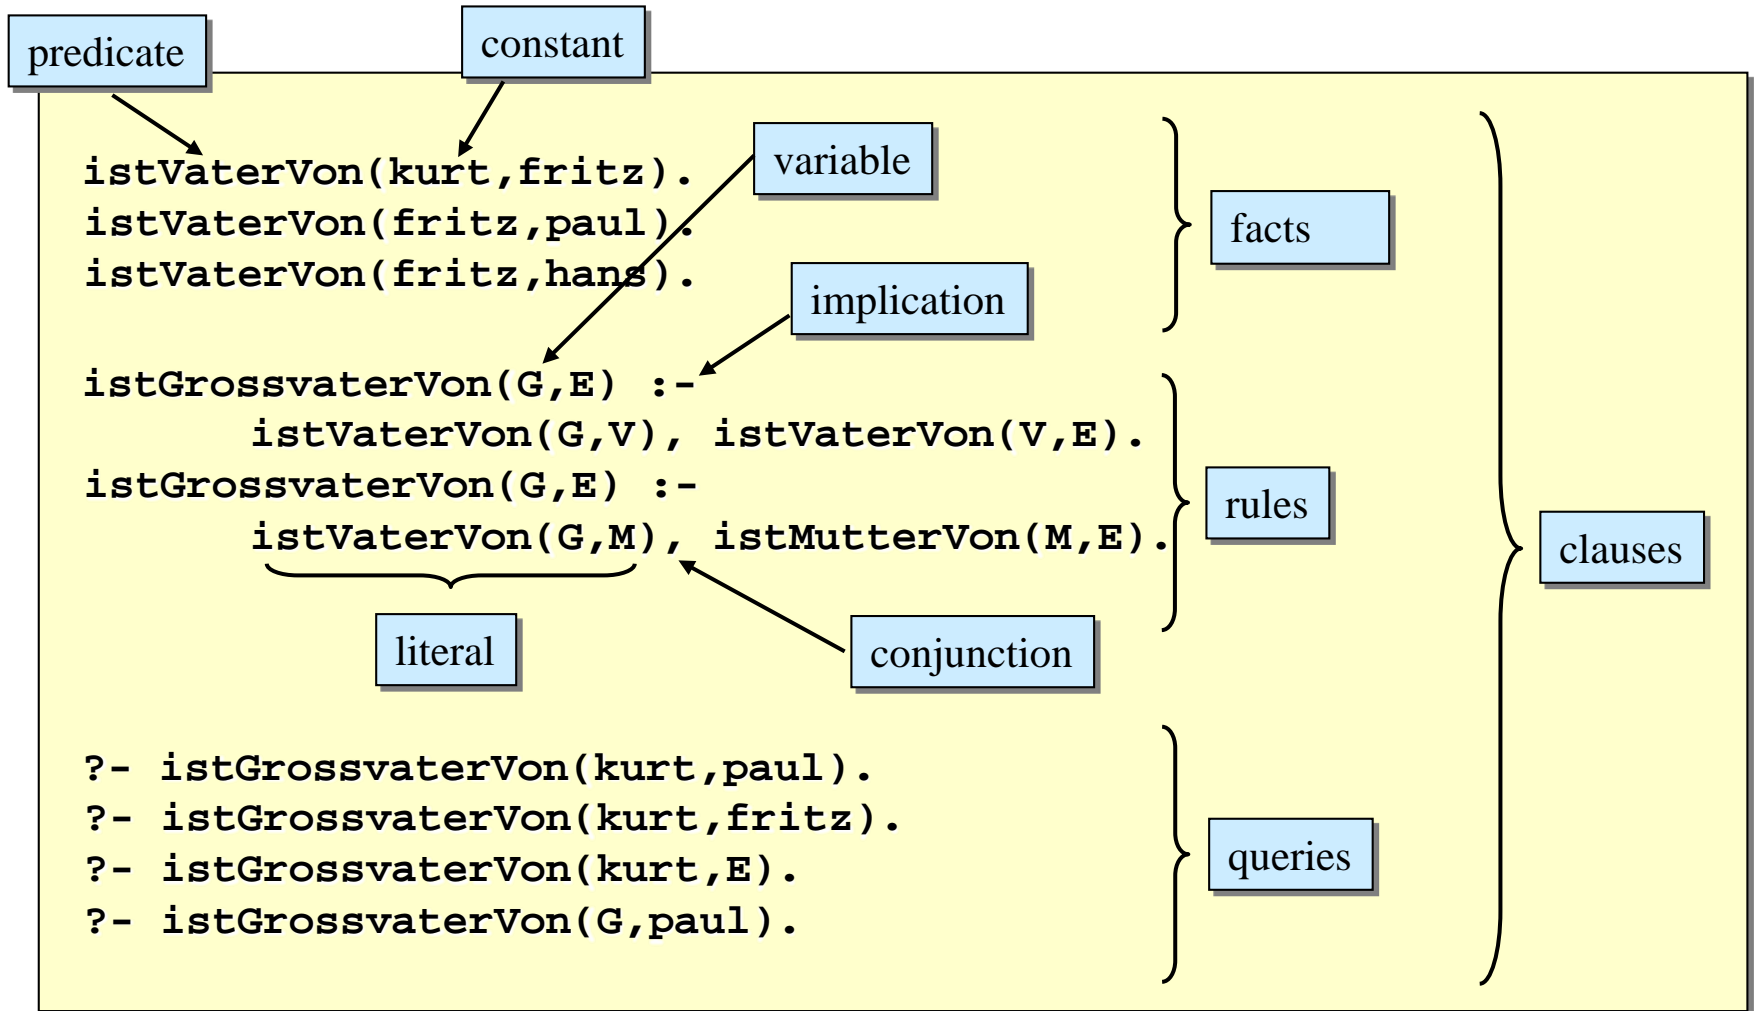 predicate
constant
istVaterVon(kurt,fritz).
variable
istVaterVon(fritz,paul).
facts
istVaterVon(fritz,hans).
implication
istGrossvaterVon(G,E) :-
istVaterVon(G,V), istVaterVon(V,E).
istGrossvaterVon(G,E) :-
rules
istVaterVon(G,M), istMutterVon(M,E).
clauses
literal
conjunction
?- istGrossvaterVon(kurt,paul).
?- istGrossvaterVon(kurt,fritz).
?- istGrossvaterVon(kurt,E).
queries
?- istGrossvaterVon(G,paul).